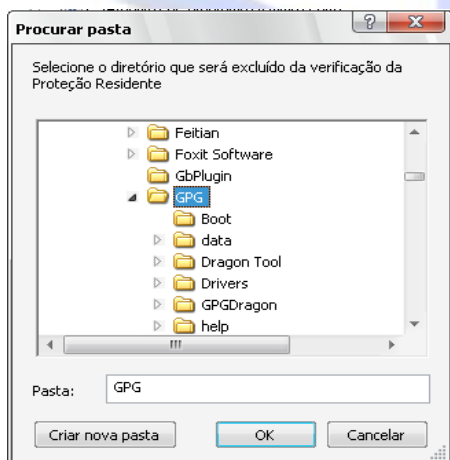 Procurar pasta
Selecione o diretório que será excluído da verificação da
Proteção Residente
Feitian
Foxit Software
GbPlugin
GPG
Boot
data
Dragon Tool
Drivers
GPGDragon
help
Pasta: GPG
Criar nova pasta OK Cancelar